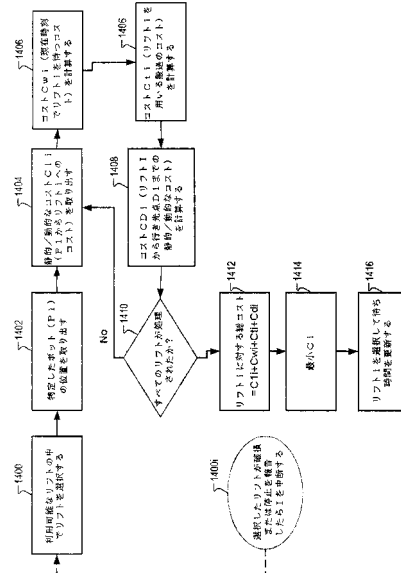 1400
利用可能なリフトの中
でリフトを選択する
1402
特定したボット (Pi)
の位置を取り出す
1404
静的/動的なコストC1i
(Piからリフトiへの
コスト) を取り出す
1406
コストCwi (現在時刻
でリフトiを待つコス
ト) を計算する
1406
コストCti (リフトiを
用いる搬送のコスト)
を計算する
1408
コストCDi (リフトI
から行き先点D1までの
静的/動的なコスト)
を計算する
1410
すべてのリフトが処理
されたか?
No
1412
リフトiに対する総コスト
=C1i+Cwi+Cti+Cdi
1414
最小Ci
1416
リフトiを選択して待ち
時間を更新する
1400i
選択したリフトが破損
または停止を報告
したらIを中断する